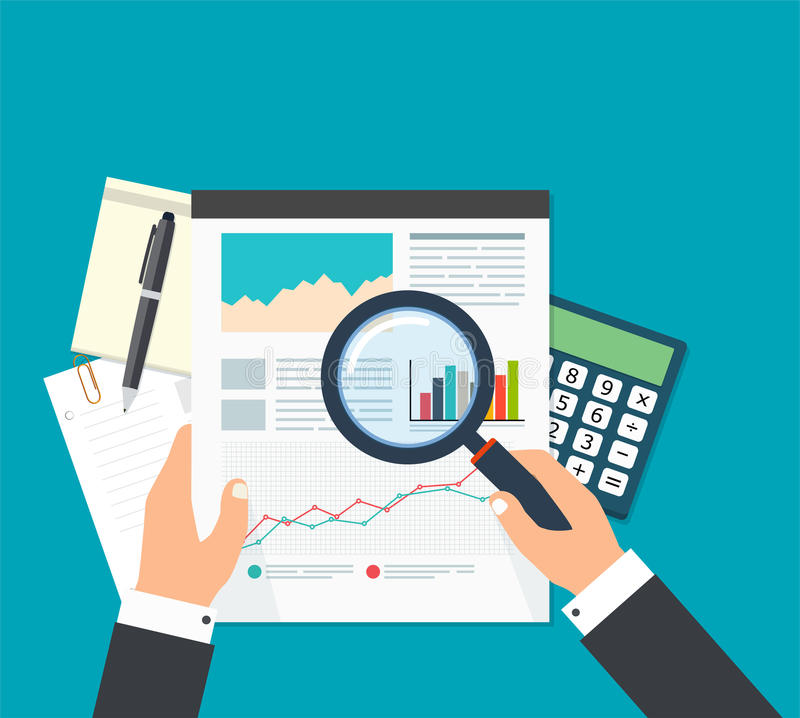 dreamstime
8 9 ×
5 6 ÷
2 3 −
+ =